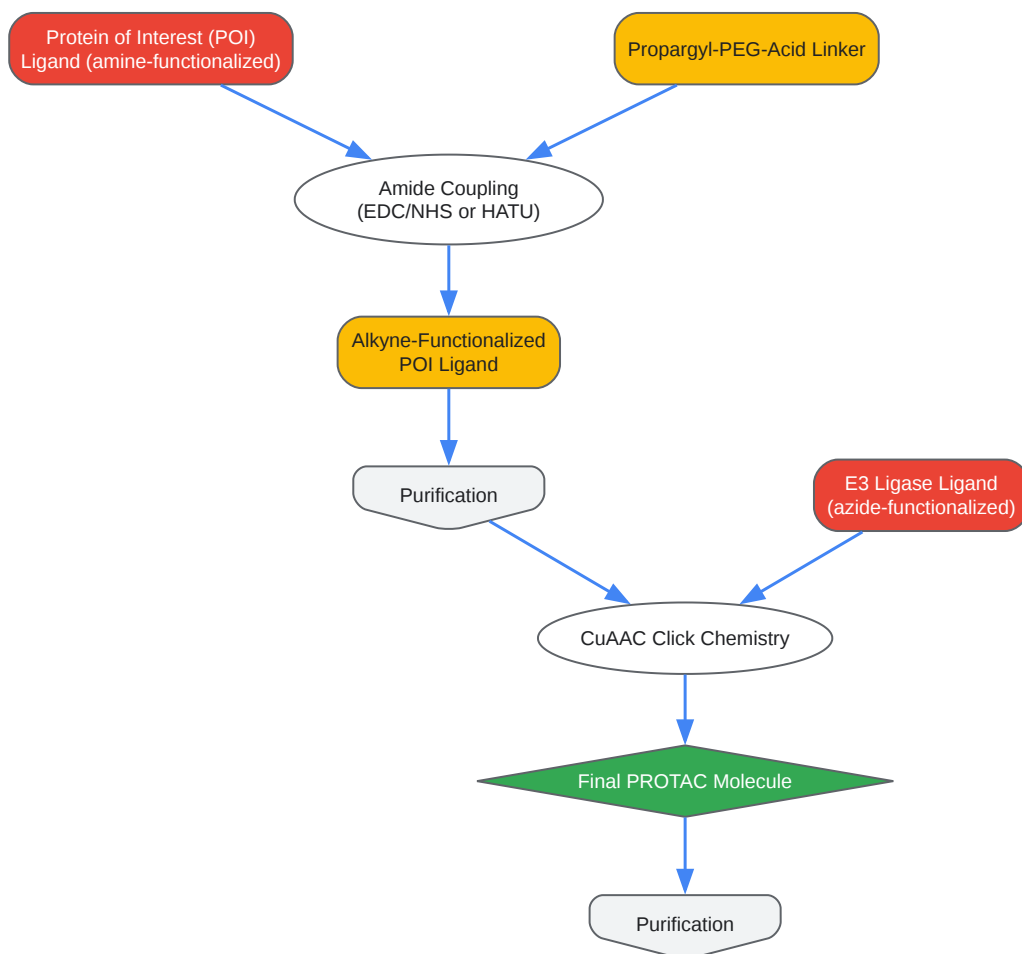 Protein of Interest (POI)
Ligand (amine-functionalized)
Propargyl-PEG-Acid Linker
Amide Coupling
(EDC/NHS or HATU)
Alkyne-Functionalized
POI Ligand
Purification
E3 Ligase Ligand
(azide-functionalized)
CuAAC Click Chemistry
Final PROTAC Molecule
Purification